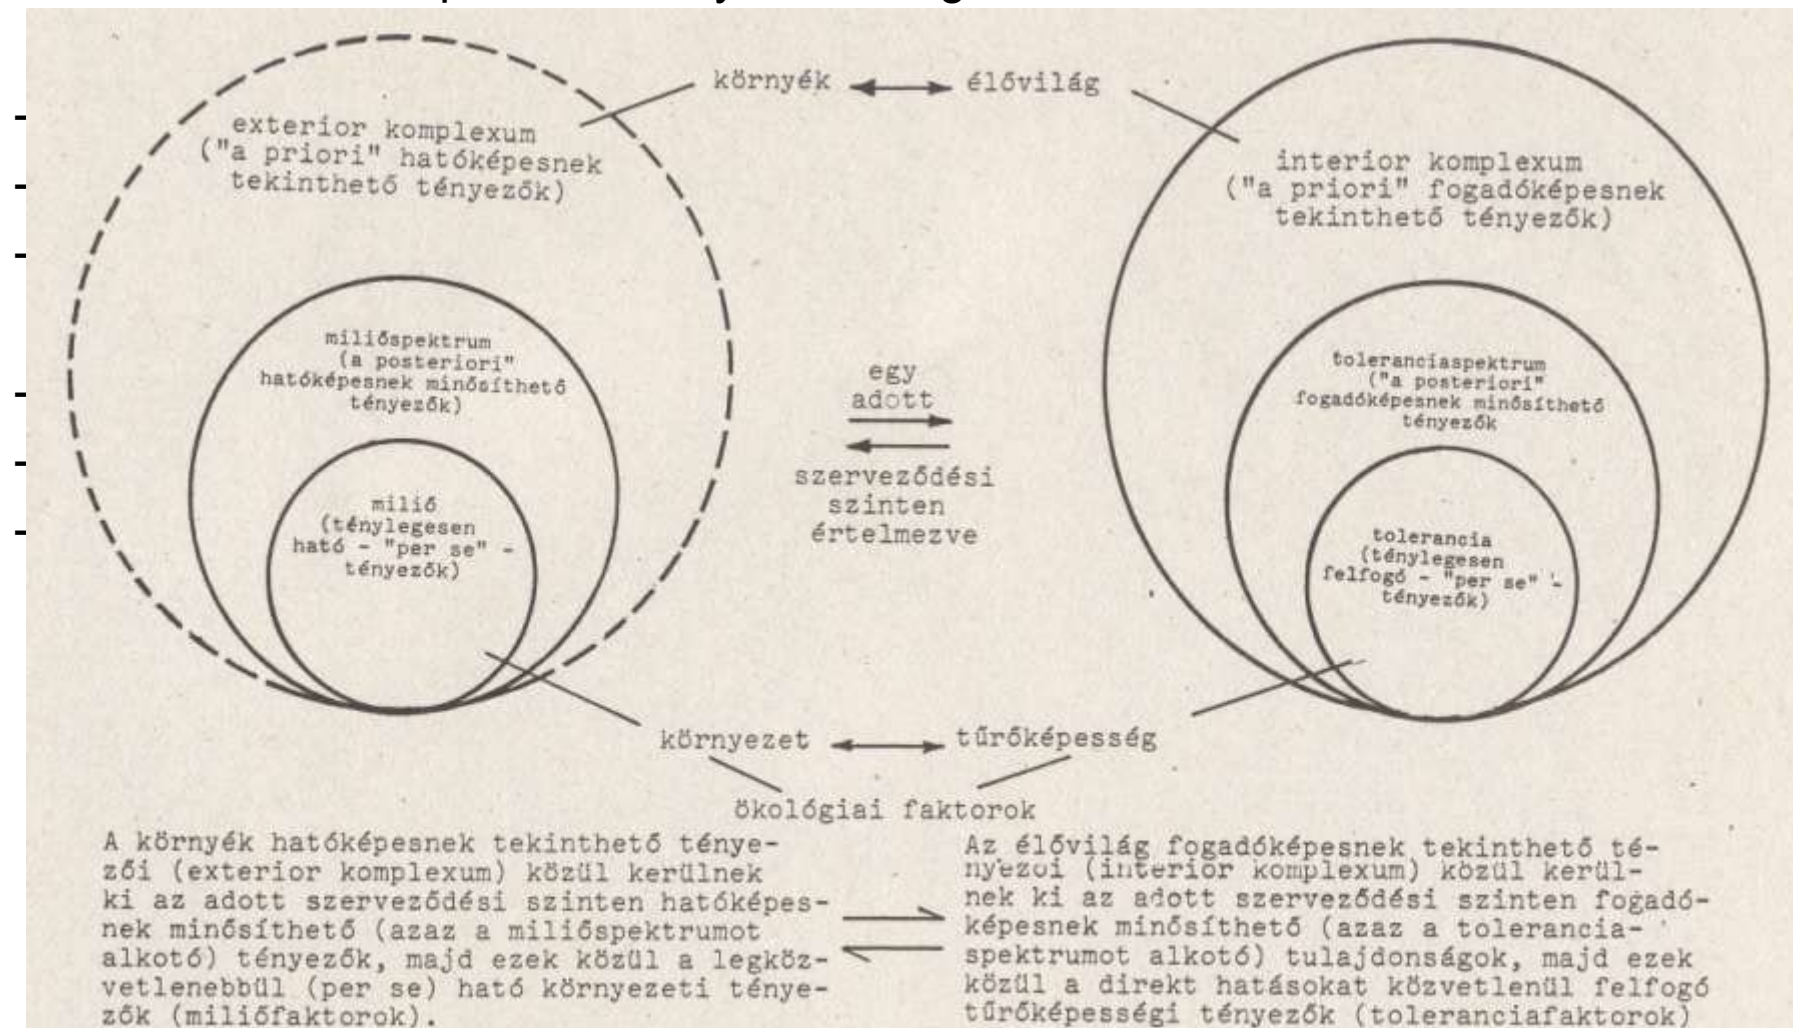 környék élővilág
exterior komplexum
("a priori" hatóképesnek
tekinthető tényezők)
interior komplexum
("a priori" fogadóképesnek
tekinthető tényezők)
miliőspektrum
(a posteriori"
hatóképesnek minősíthető
tényezők)
egy
adott
szerveződési
szinten
értelmezve
toleranciaspektrum
("a posteriori"
fogadóképesnek minősíthető
tényezők
milió
(ténylegesen
ható - "per se" -
tényezők)
tolerancia
(ténylegesen
felfogó - "per se" -
tényezők)
környezet tűrőképesség
ökológiai faktorok
A környék hatóképesnek tekinthető ténye-
zői (exterior komplexum) közül kerülnek
ki az adott szerveződési szinten hatóképes-
nek minősíthető (azaz a miliőspektrumot
alkotó) tényezők, majd ezek közül a legköz-
vetlenebbül (per se) ható környezeti ténye-
zők (miliőfaktorok).
Az élővilág fogadóképesnek tekinthető té-
nyezői (interior komplexum) közül kerül-
nek ki az adott szerveződési szinten fogadó-
képesnek minősíthető (azaz a tolerancia-
spektrumot alkotó) tulajdonságok, majd ezek
közül a direkt hatásokat közvetlenül felfogó
tűrőképességi tényezők (toleranciafaktorok)